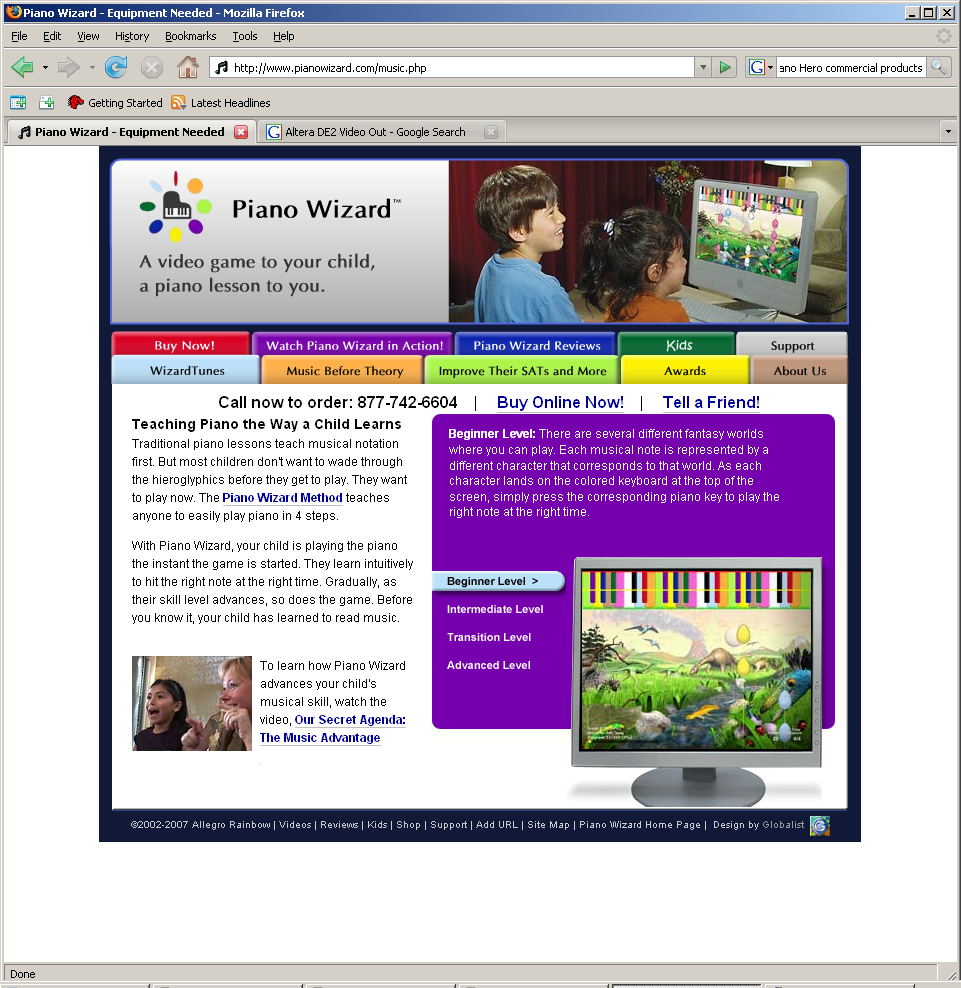 Piano Wizard - Equipment Needed - Mozilla Firefox
File Edit View History Bookmarks Tools Help
http://www.pianowizard.com/music.php
ano Hero commercial products
Getting Started Latest Headlines
Piano Wizard - Equipment Needed
Altera DE2 Video Out - Google Search
Piano Wizard™
A video game to your child,
a piano lesson to you.
Buy Now! Watch Piano Wizard in Action! Piano Wizard Reviews Kids Support
WizardTunes Music Before Theory Improve Their SATs and More Awards About Us
Call now to order: 877-742-6604 | Buy Online Now! | Tell a Friend!
Teaching Piano the Way a Child Learns
Traditional piano lessons teach musical notation
first. But most children don't want to wade through
the hieroglyphics before they get to play. They want
to play now. The Piano Wizard Method teaches
anyone to easily play piano in 4 steps.
With Piano Wizard, your child is playing the piano
the instant the game is started. They learn intuitively
to hit the right note at the right time. Gradually, as
their skill level advances, so does the game. Before
you know it, your child has learned to read music.
To learn how Piano Wizard
advances your child's
musical skill, watch the
video, Our Secret Agenda:
The Music Advantage
Beginner Level: There are several different fantasy worlds
where you can play. Each musical note is represented by a
different character that corresponds to that world. As each
character lands on the colored keyboard at the top of the
screen, simply press the corresponding piano key to play the
right note at the right time.
Beginner Level >
Intermediate Level
Transition Level
Advanced Level
©2002-2007 Allegro Rainbow | Videos | Reviews | Kids | Shop | Support | Add URL | Site Map | Piano Wizard Home Page | Design by Globalist
Done